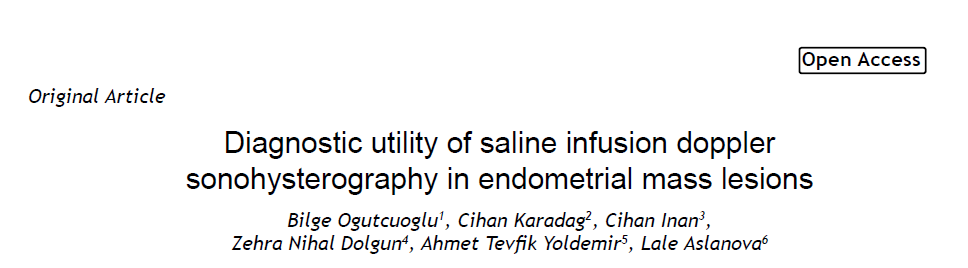 Open Access
Original Article
Diagnostic utility of saline infusion doppler
sonohysterography in endometrial mass lesions
Bilge Ogutcuoglu1, Cihan Karadag2, Cihan Inan3,
Zehra Nihal Dolgun4, Ahmet Tevfik Yoldemir5, Lale Aslanova6